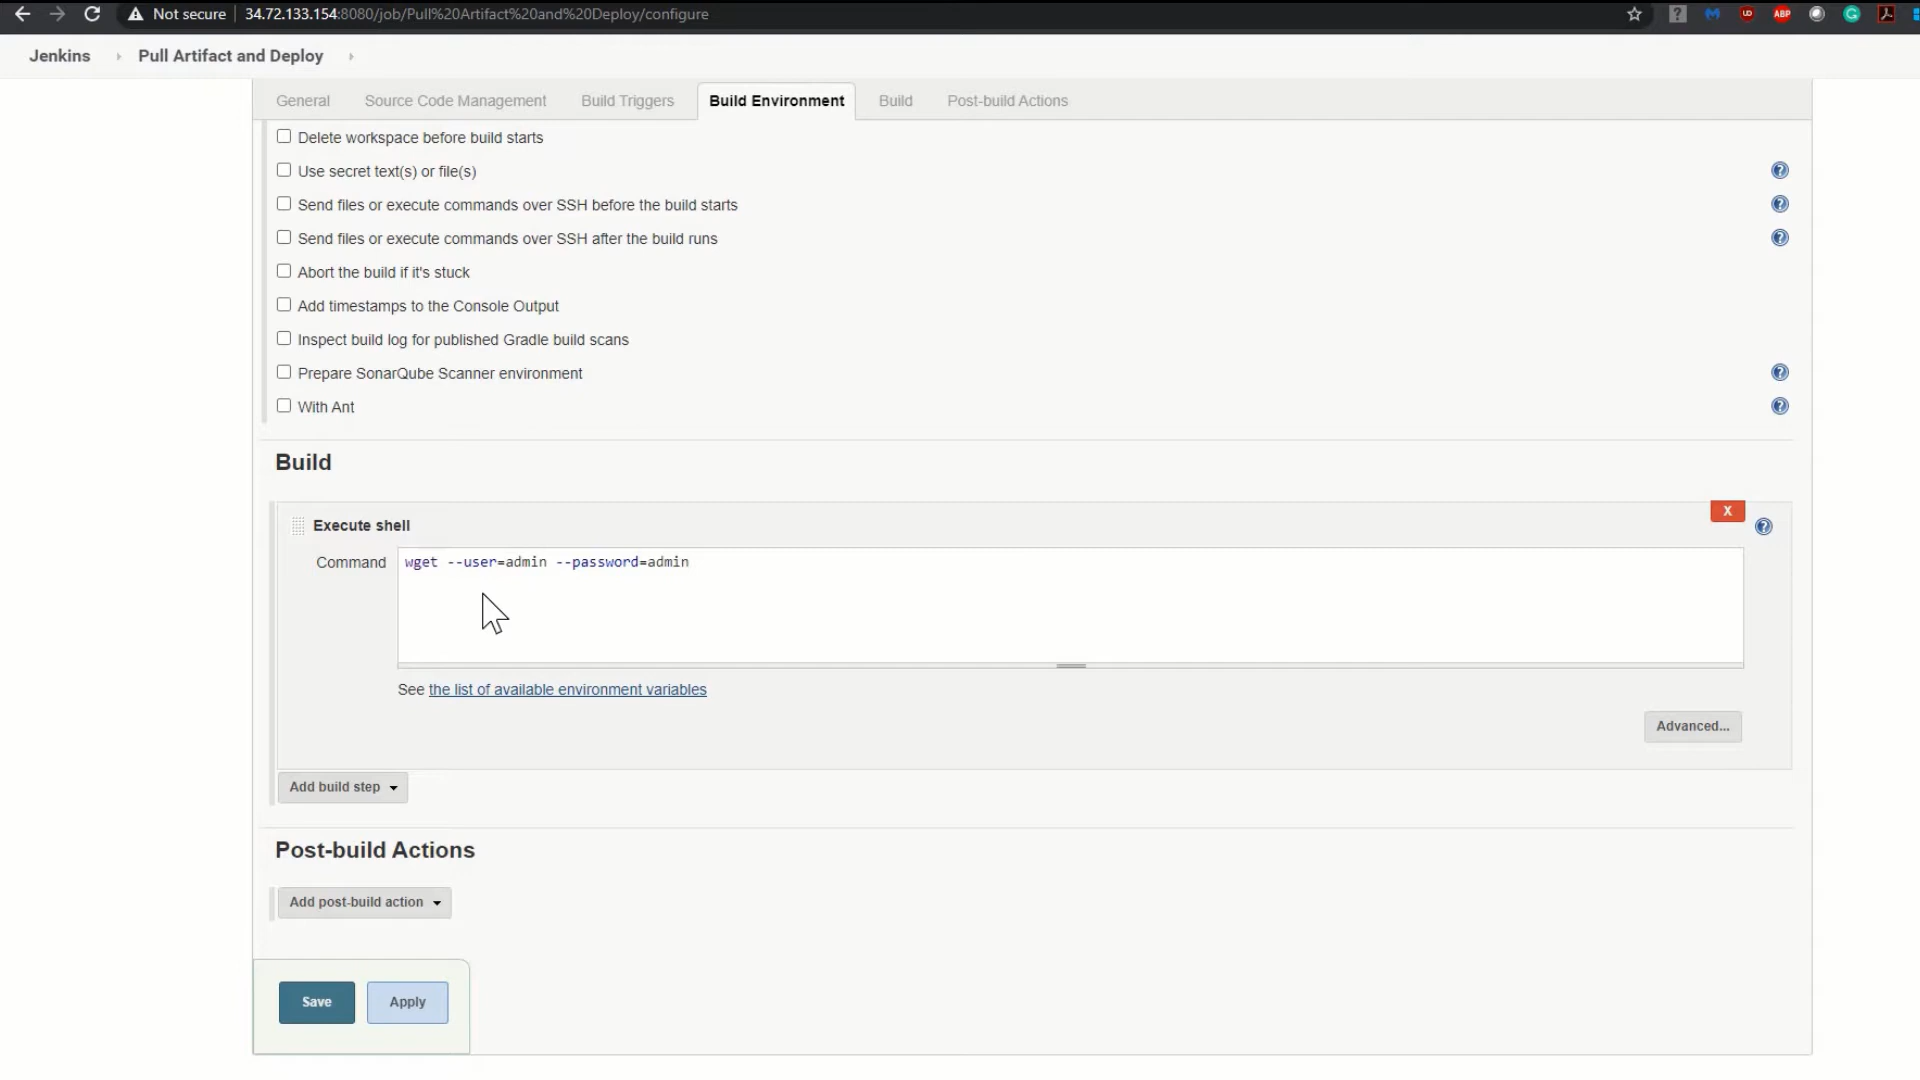 Not secure 34.72.133.154:8080/job/Pull%20Artifact%20and%20Deploy/configure
? UD ABP G
Jenkins Pull Artifact and Deploy
General Source Code Management Build Triggers Build Environment Build Post-build Actions
Delete workspace before build starts
Use secret text(s) or file(s) ?
Send files or execute commands over SSH before the build starts ?
Send files or execute commands over SSH after the build runs ?
Abort the build if it's stuck
Add timestamps to the Console Output
Inspect build log for published Gradle build scans
Prepare SonarQube Scanner environment ?
With Ant ?
Build
X
Execute shell ?
Command wget --user=admin --password=admin
See the list of available environment variables
Advanced...
Add build step
Post-build Actions
Add post-build action
Save Apply